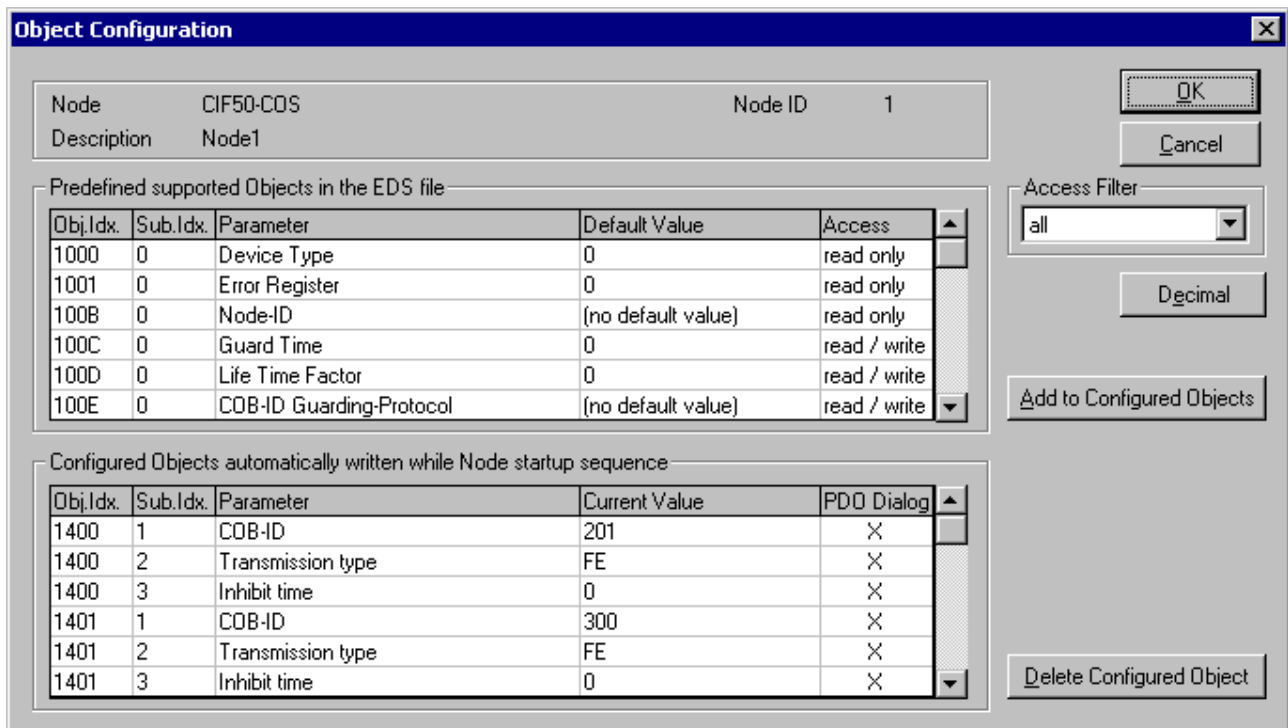 Object Configuration
Node CIF50-COS Node ID 1
Description Node1
OK
Cancel
Predefined supported Objects in the EDS file
Obj.Idx. Sub.Idx. Parameter Default Value Access
1000 0 Device Type 0 read only
1001 0 Error Register 0 read only
100B 0 Node-ID (no default value) read only
100C 0 Guard Time 0 read / write
100D 0 Life Time Factor 0 read / write
100E 0 COB-ID Guarding-Protocol (no default value) read / write
Access Filter
all
Decimal
Add to Configured Objects
Configured Objects automatically written while Node startup sequence
Obj.Idx. Sub.Idx. Parameter Current Value PDO Dialog
1400 1 COB-ID 201 X
1400 2 Transmission type FE X
1400 3 Inhibit time 0 X
1401 1 COB-ID 300 X
1401 2 Transmission type FE X
1401 3 Inhibit time 0 X
Delete Configured Object